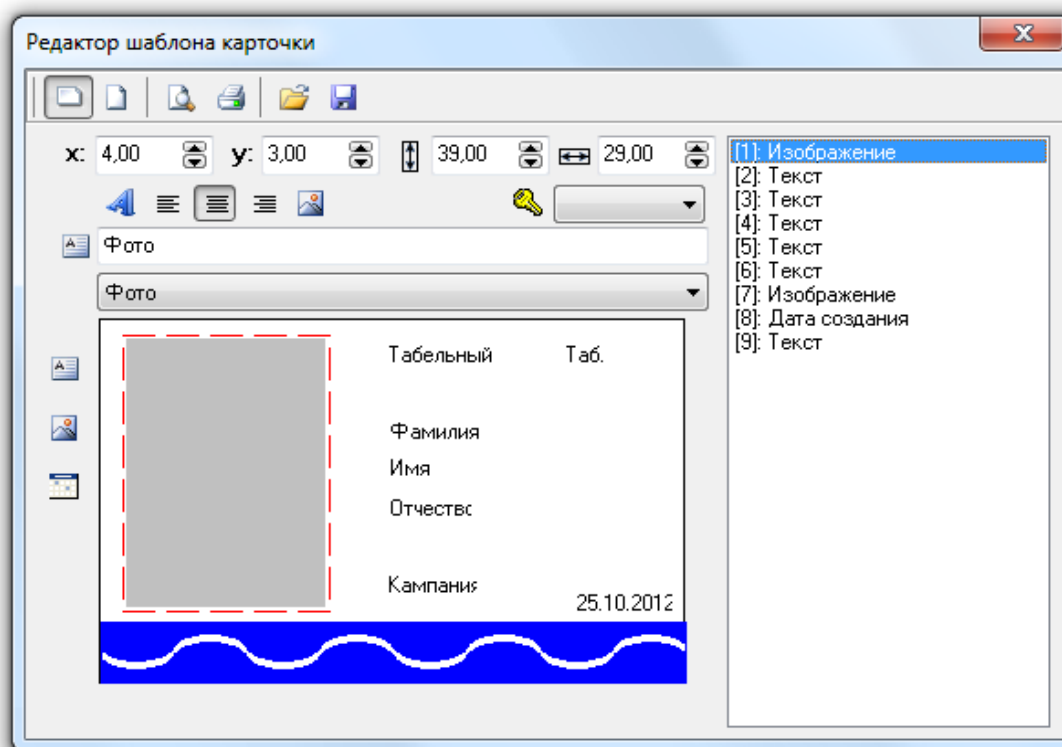 Редактор шаблона карточки
x: 4,00 y: 3,00 39,00 29,00
Фото
Фото
Табельный Таб.
Фамилия
Имя
Отчество
Кампания
25.10.2012
[1]: Изображение
[2]: Текст
[3]: Текст
[4]: Текст
[5]: Текст
[6]: Текст
[7]: Изображение
[8]: Дата создания
[9]: Текст